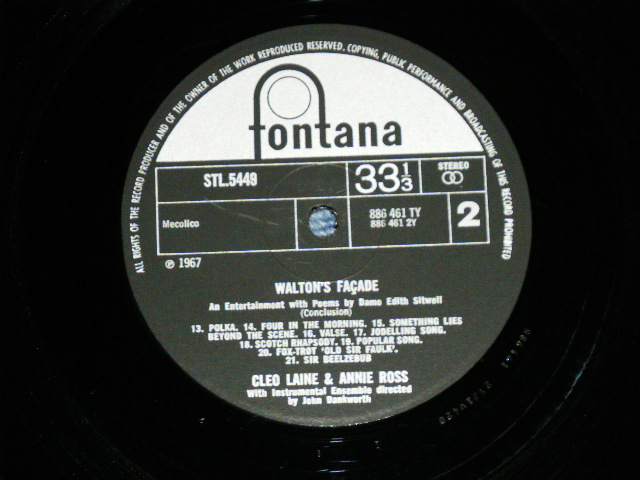 ALL RIGHTS OF THE RECORD PRODUCER AND OF THE OWNER OF THE WORK REPRODUCED RESERVED. COPYING, PUBLIC PERFORMANCE AND BROADCASTING OF THIS RECORD PROHIBITED
fontana
STL.5449
33 1/3
STEREO
Mecolico
886 461 TY
886 461 2Y
2
℗ 1967
WALTON'S FAÇADE
An Entertainment with Poems by Dame Edith Sitwell
(Conclusion)
13. POLKA. 14. FOUR IN THE MORNING. 15. SOMETHING LIES
BEYOND THE SCENE. 16. VALSE. 17. JODELLING SONG.
18. SCOTCH RHAPSODY. 19. POPULAR SONG.
20. FOX-TROT 'OLD SIR FAULK'.
21. SIR BEELZEBUB
CLEO LAINE & ANNIE ROSS
With Instrumental Ensemble directed
by John Dankworth